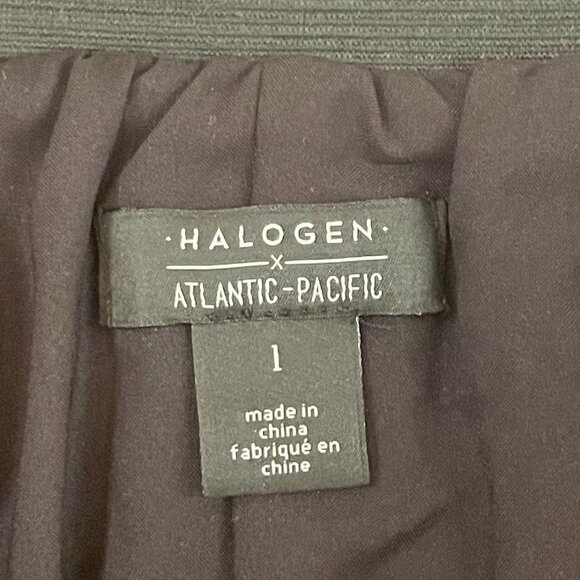 ·HALOGEN·
X
ATLANTIC-PACIFIC
1
made in
china
fabriqué en
chine